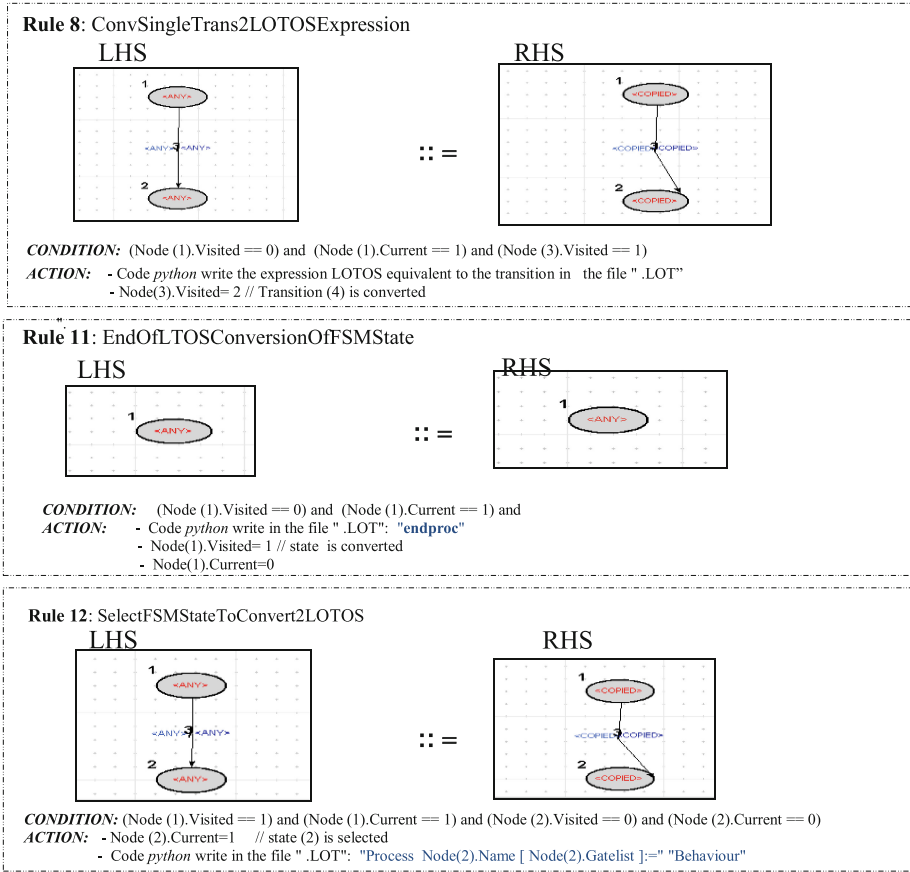 Rule 8: ConvSingleTrans2LOTOSExpression
LHS
RHS
1
<ANY>
<ANY>
3
<ANY>
2
<ANY>
: : =
1
<COPIED>
<COPIED>
3
<COPIED>
2
<COPIED>
CONDITION: (Node (1).Visited == 0) and (Node (1).Current == 1) and (Node (3).Visited == 1)
ACTION: - Code python write the expression LOTOS equivalent to the transition in the file " .LOT”
- Node(3).Visited= 2 // Transition (4) is converted
".
Rule 11: EndOfLTOSConversionOfFSMState
LHS
RHS
1
<ANY>
: : =
1
<ANY>
CONDITION: (Node (1).Visited == 0) and (Node (1).Current == 1) and
ACTION: - Code python write in the file " .LOT": "endproc"
- Node(1).Visited= 1 // state is converted
- Node(1).Current=0
Rule 12: SelectFSMStateToConvert2LOTOS
LHS
RHS
1
<ANY>
<ANY>
3
<ANY>
2
<ANY>
: : =
1
<COPIED>
<COPIED>
3
<COPIED>
2
<COPIED>
CONDITION: (Node (1).Visited == 1) and (Node (1).Current == 1) and (Node (2).Visited == 0) and (Node (2).Current == 0)
ACTION: - Node (2).Current=1 // state (2) is selected
- Code python write in the file " .LOT": "Process Node(2).Name [ Node(2).Gatelist ]:=" "Behaviour"